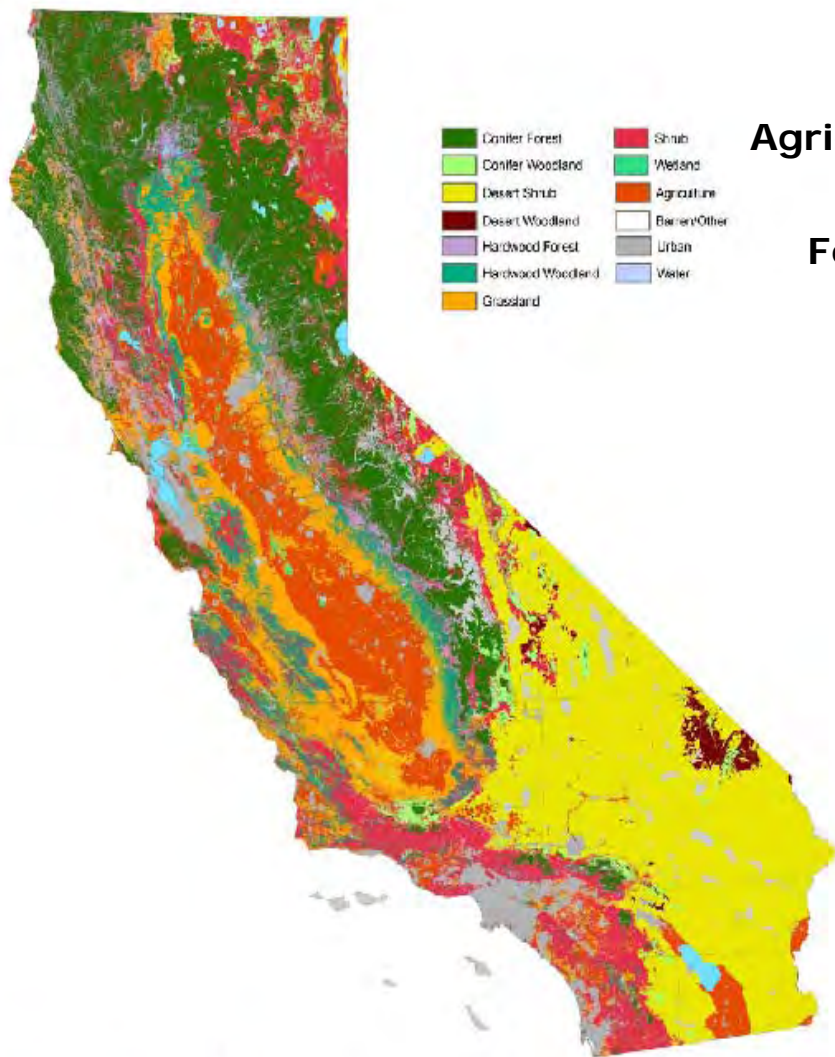 Conifer Forest
Conifer Woodland
Desert Shrub
Desert Woodland
Hardwood Forest
Hardwood Woodland
Grassland
Shrub
Wetland
Agriculture
Barren/Other
Urban
Water
Agri
Fo